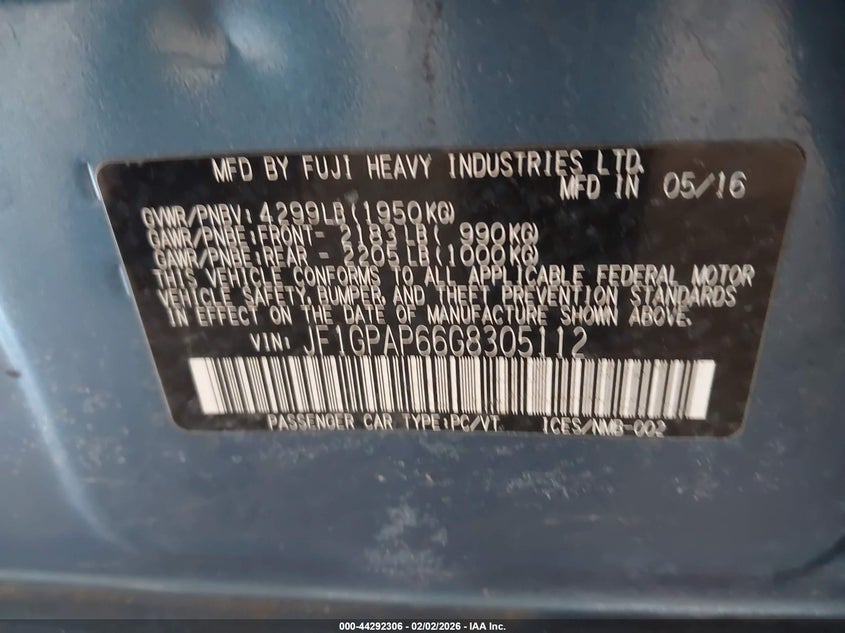 MFD BY FUJI HEAVY INDUSTRIES LTD.
MFD IN 05/16
GVWR/PNBV: 4299LB(1950KG)
GAWR/PNBE:FRONT- 2183LB( 990KG)
GAWR/PNHE:REAR - 2205LB(1000KG)
THIS VEHICLE CONFORMS TO ALL APPLICABLE FEDERAL MOTOR
VEHICLE SAFETY, BUMPER, AND THEFT PREVENTION STANDARDS
IN EFFECT ON THE DATE OF MANUFACTURE SHOWN ABOVE.
VIN: JF1GPAP66G8305112
PASSENGER CAR TYPE:PC/VT ICES/NMB-002
000-44292306 - 02/02/2026 - IAA Inc.